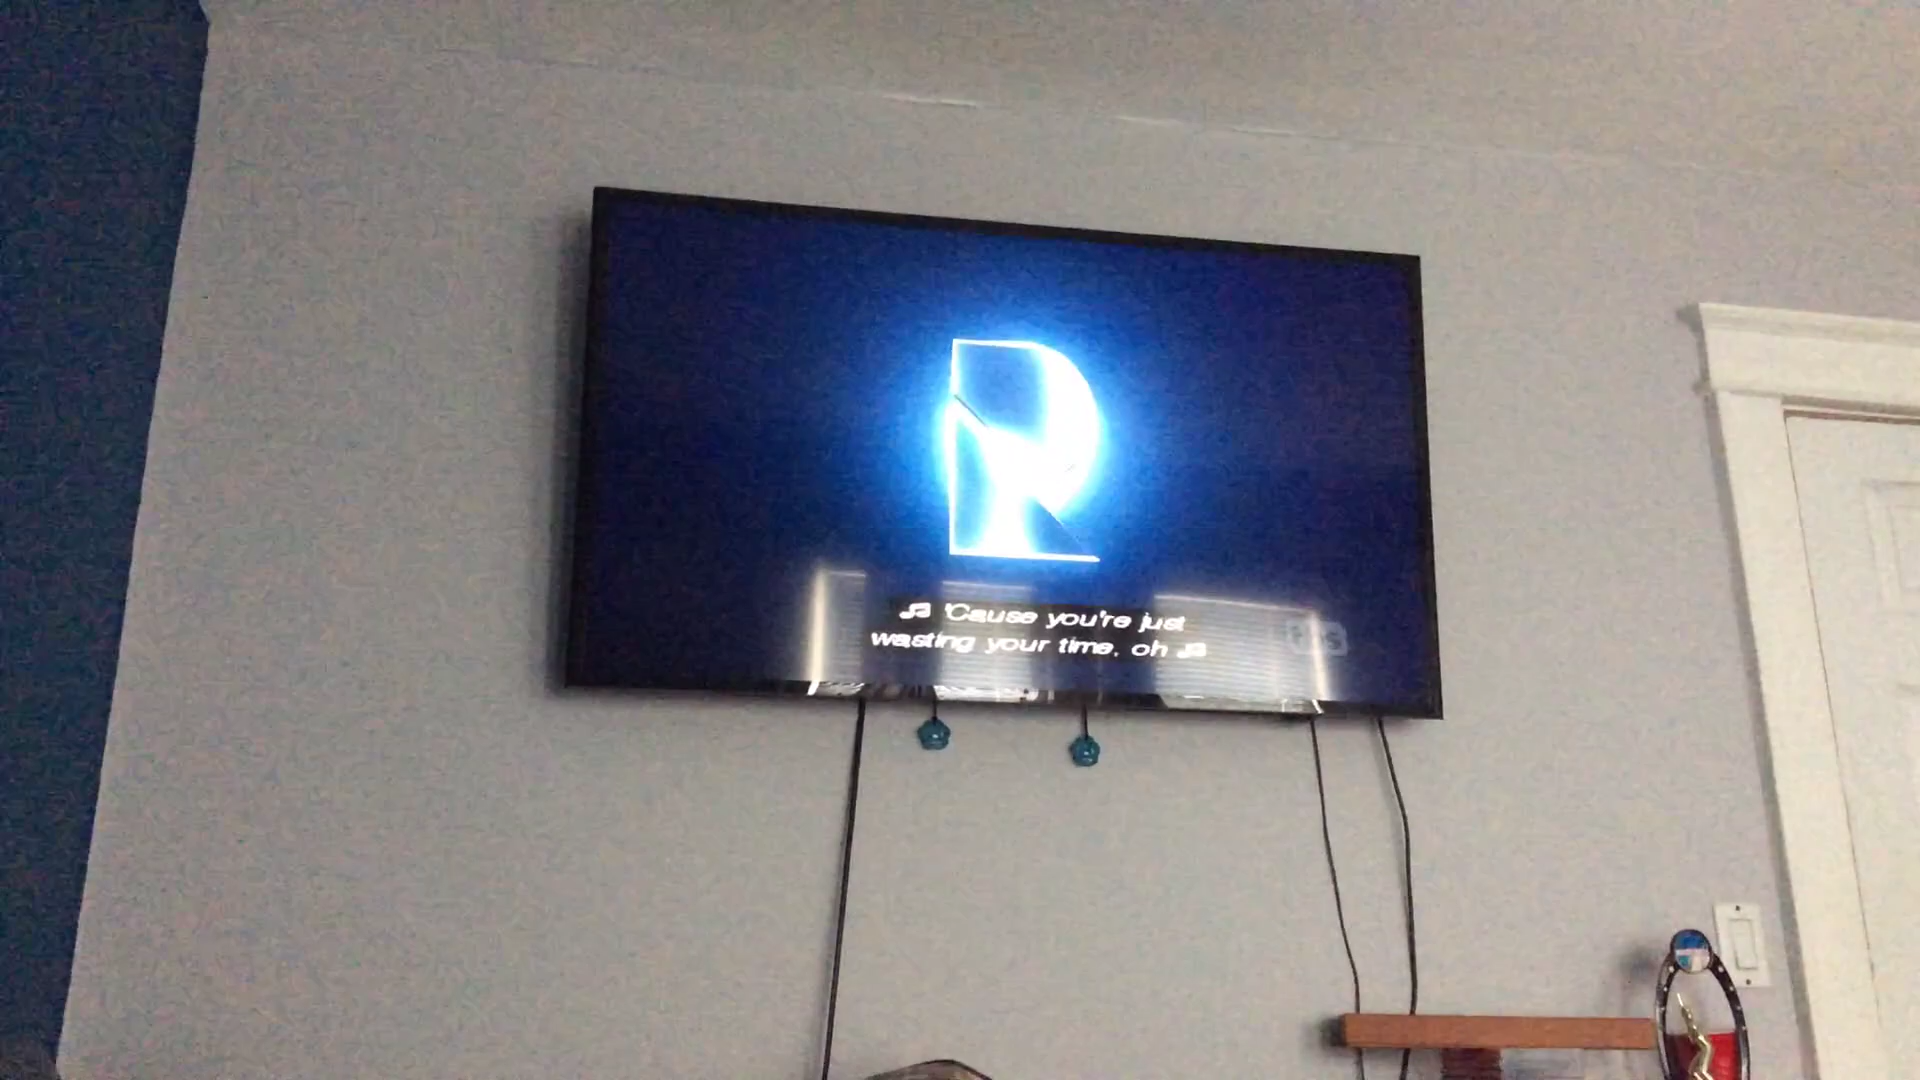 R
♫ 'Cause you're just
wasting your time, oh ♫